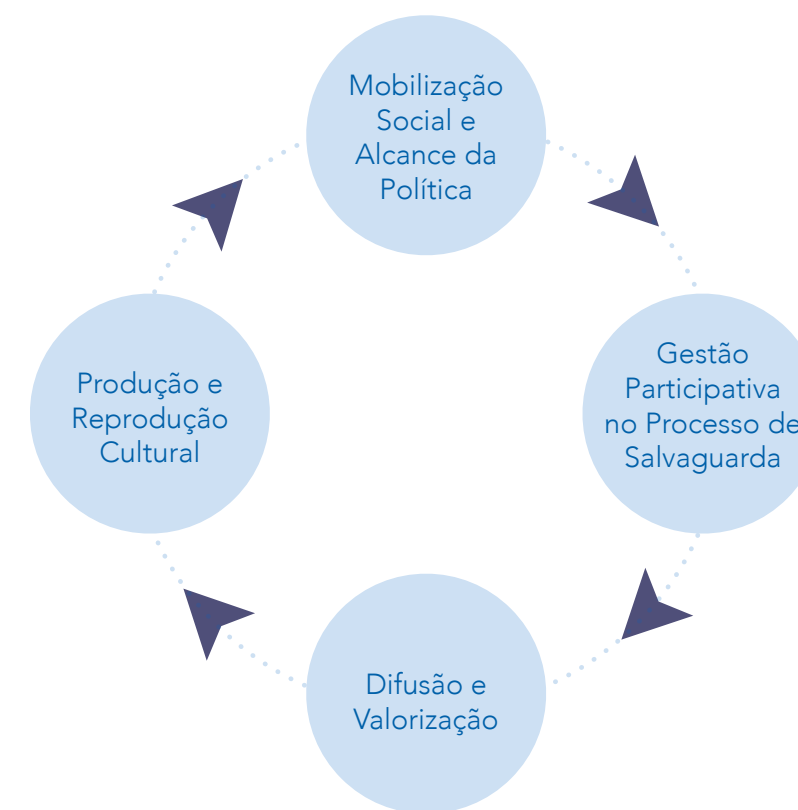 Mobilização
Social e
Alcance da
Política
Gestão
Participativa
no Processo de
Salvaguarda
Difusão e
Valorização
Produção e
Reprodução
Cultural